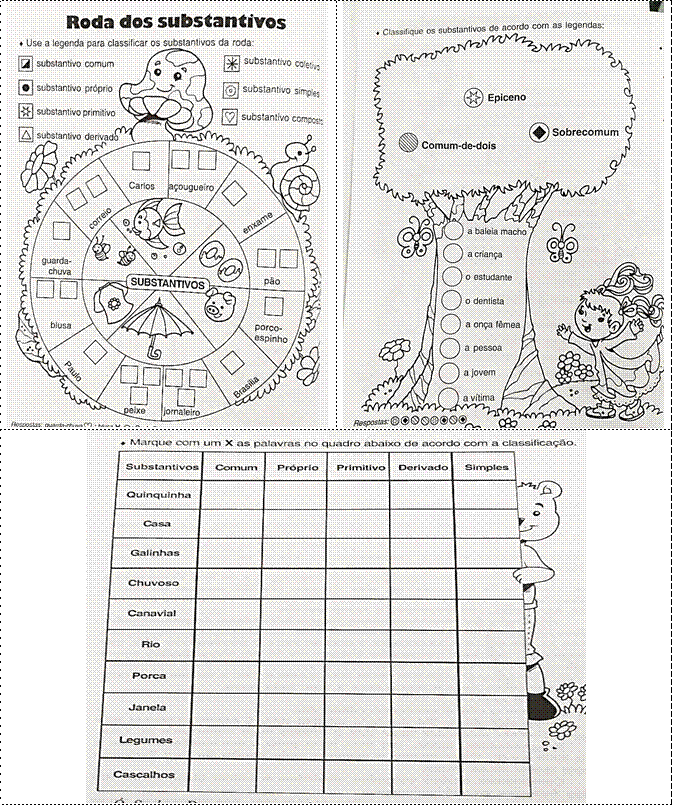 Roda dos substantivos
• Use a legenda para classificar os substantivos da roda:
substantivo comum
substantivo próprio
substantivo primitivo
substantivo derivado
substantivo coletivo
substantivo simples
substantivo composto
Carlos
açougueiro
enxame
pão
porco-
espinho
Brasília
jornaleiro
peixe
Paulo
blusa
guarda-
chuva
correio
SUBSTANTIVOS
Respostas: guarda-chuva
• Classifique os substantivos de acordo com as legendas:
Epiceno
Sobrecomum
Comum-de-dois
a baleia macho
a criança
o estudante
o dentista
a onça fêmea
a pessoa
a jovem
a vítima
Respostas:
• Marque com um X as palavras no quadro abaixo de acordo com a classificação.
Substantivos Comum Próprio Primitivo Derivado Simples
Quinquinha
Casa
Galinhas
Chuvoso
Canavial
Rio
Porca
Janela
Legumes
Cascalhos